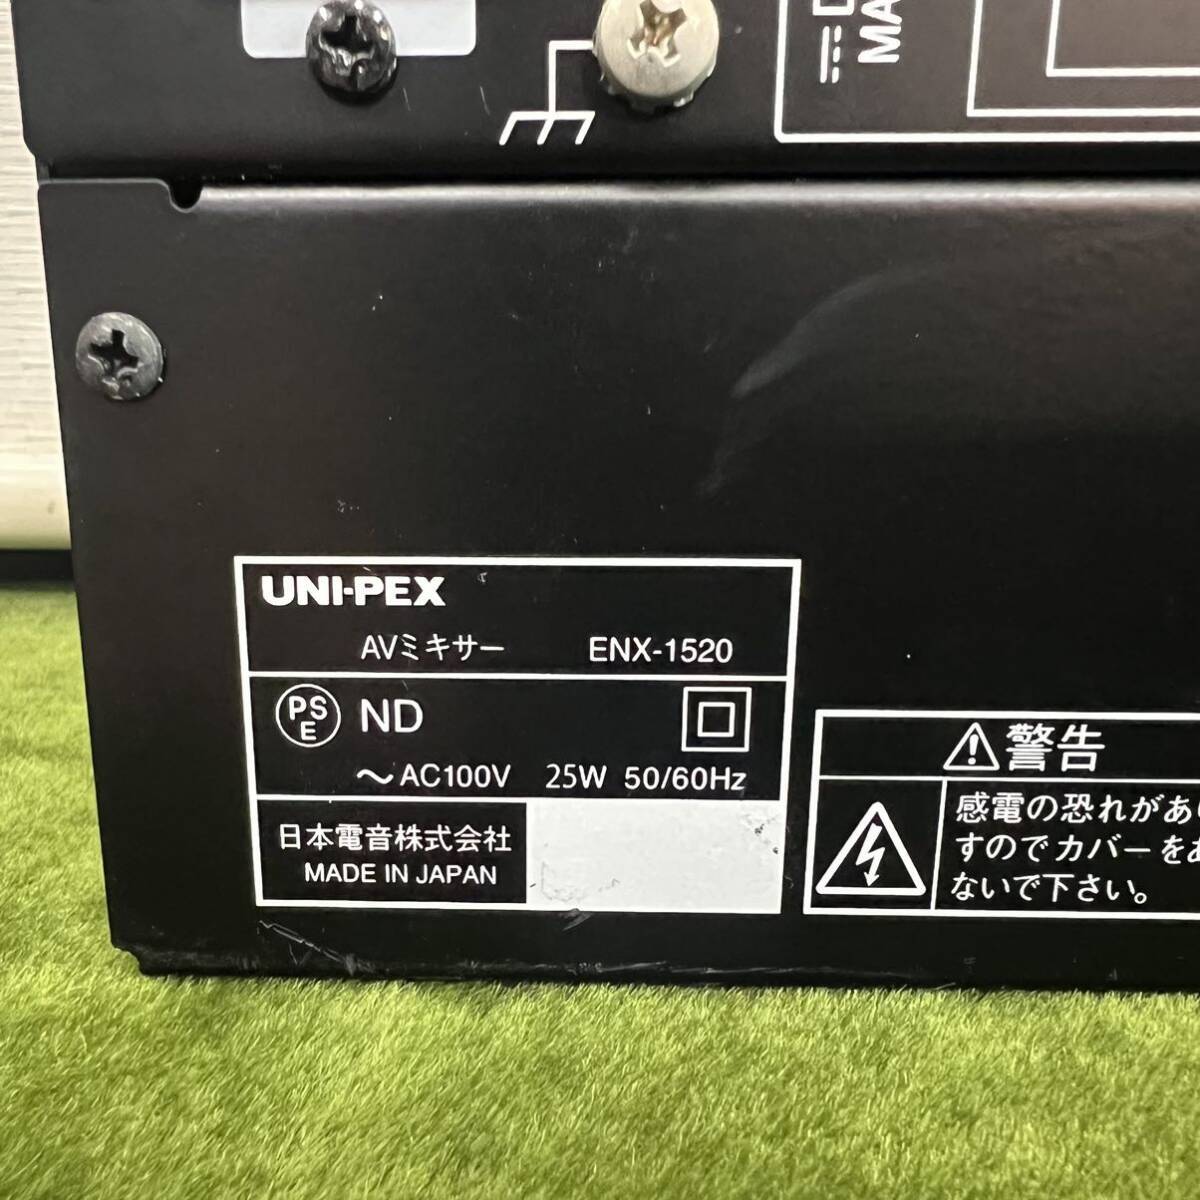 MA
UNI-PEX
AVミキサー ENX-1520
PS
E
ND
～AC100V 25W 50/60Hz
日本電音株式会社
MADE IN JAPAN
⚠警告
感電の恐れがあ
すのでカバーをあ
ないで下さい。